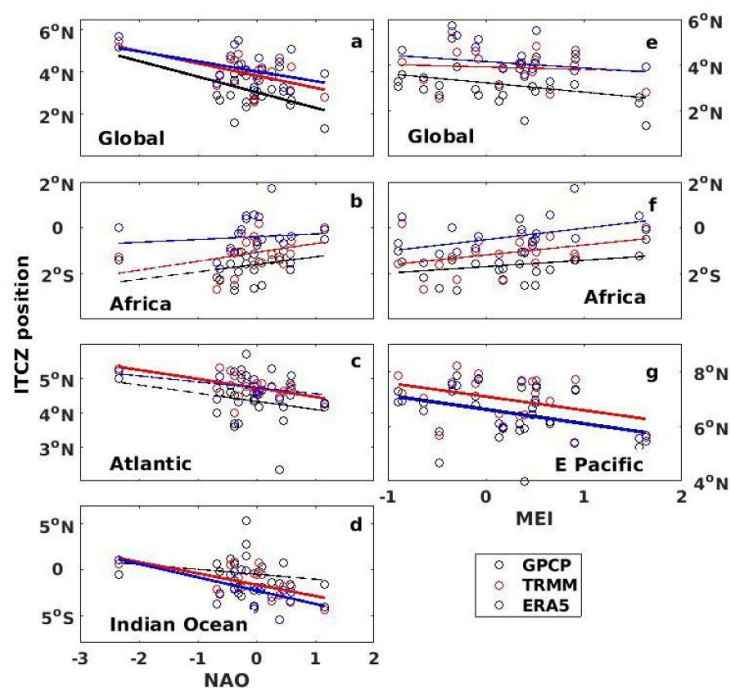 6°N
4°N
2°N
a
Global
6°N
4°N
2°N
e
Global
2°N
0
2°S
b
Africa
2°N
0
2°S
f
Africa
ITCZ position
5°N
4°N
3°N
c
Atlantic
8°N
6°N
4°N
g
E Pacific
-1 0 1 2
MEI
5°N
0
5°S
d
Indian Ocean
-3 -2 -1 0 1 2
NAO
GPCP
TRMM
ERA5